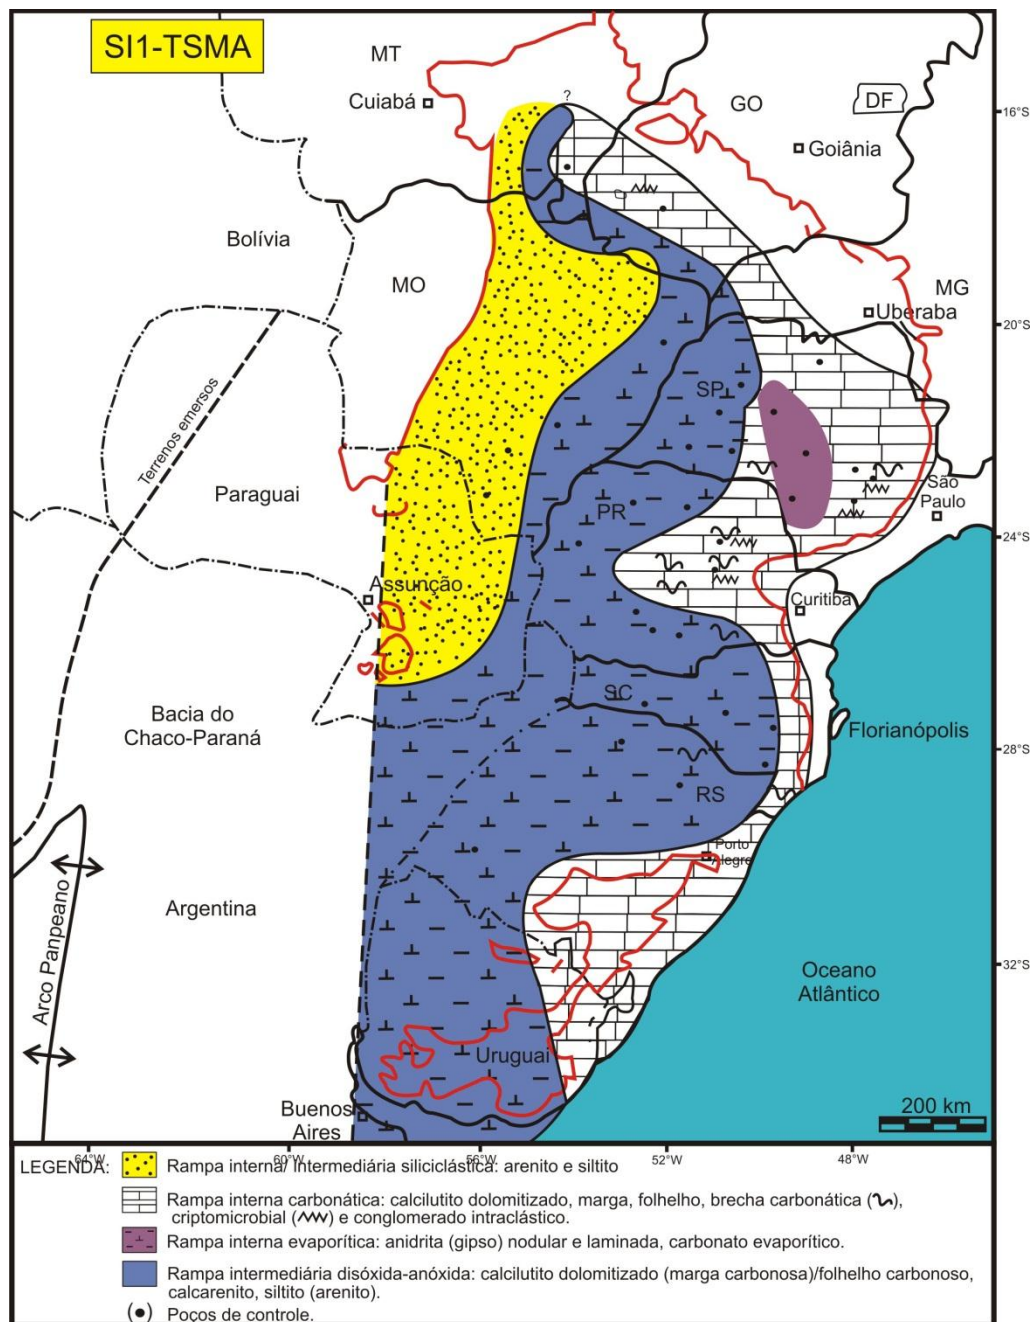 SI1-TSMA
MT
Cuiabá
GO
DF
Goiânia
?
16°S
Bolívia
MO
MG
Uberaba
20°S
Terrenos emersos
SP
Paraguai
PR
São
Paulo
24°S
Assunção
Curitiba
Bacia do
Chaco-Paraná
SC
Florianópolis
28°S
RS
Porto
Alegre
Arco Panpeano
Argentina
32°S
Oceano
Atlântico
Uruguai
Buenos
Aires
200 km
64°W
60°W
56°W
52°W
48°W
LEGENDA:
Rampa interna/ Intermediária siliciclástica: arenito e siltito
Rampa interna carbonática: calcilutito dolomitizado, marga, folhelho, brecha carbonática ( ),
criptomicrobial ( ) e conglomerado intraclástico.
Rampa interna evaporítica: anidrita (gipso) nodular e laminada, carbonato evaporítico.
Rampa intermediária disóxida-anóxida: calcilutito dolomitizado (marga carbonosa)/folhelho carbonoso,
calcarenito, siltito (arenito).
(•) Poços de controle.